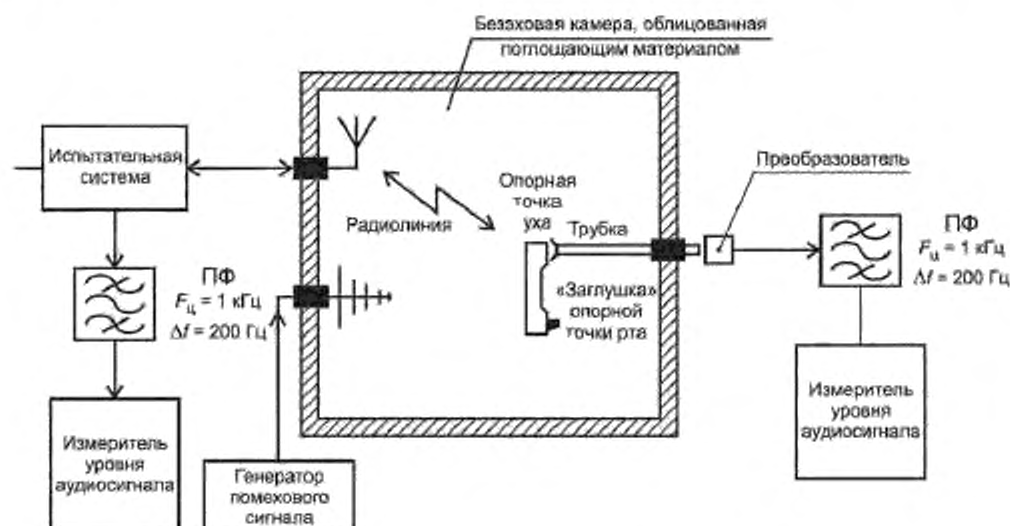 Безэховая камера, облицованная
поглощающим материалом
Испытательная
система
Преобразователь
Опорная
точка
уха
Радиолиния
Трубка
ПФ
Fц = 1 кГц
Δf = 200 Гц
ПФ
Fц = 1 кГц
Δf = 200 Гц
«Заглушка»
опорной
точки рта
Измеритель
уровня
аудиосигнала
Измеритель
уровня
аудиосигнала
Генератор
помехового
сигнала